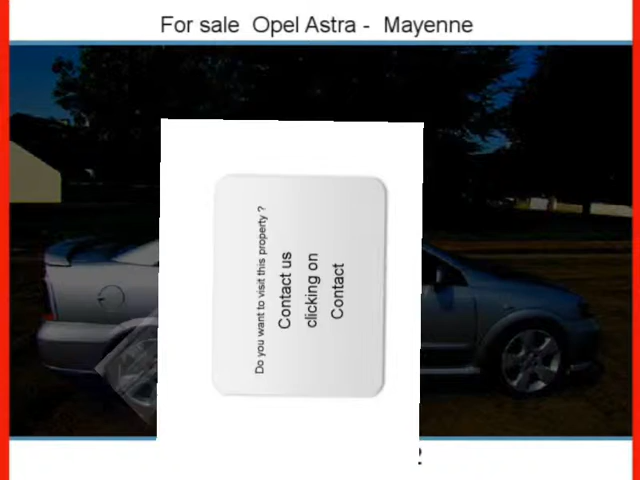 For sale Opel Astra - Mayenne
Do you want to visit this property ?
Contact us
clicking on
Contact